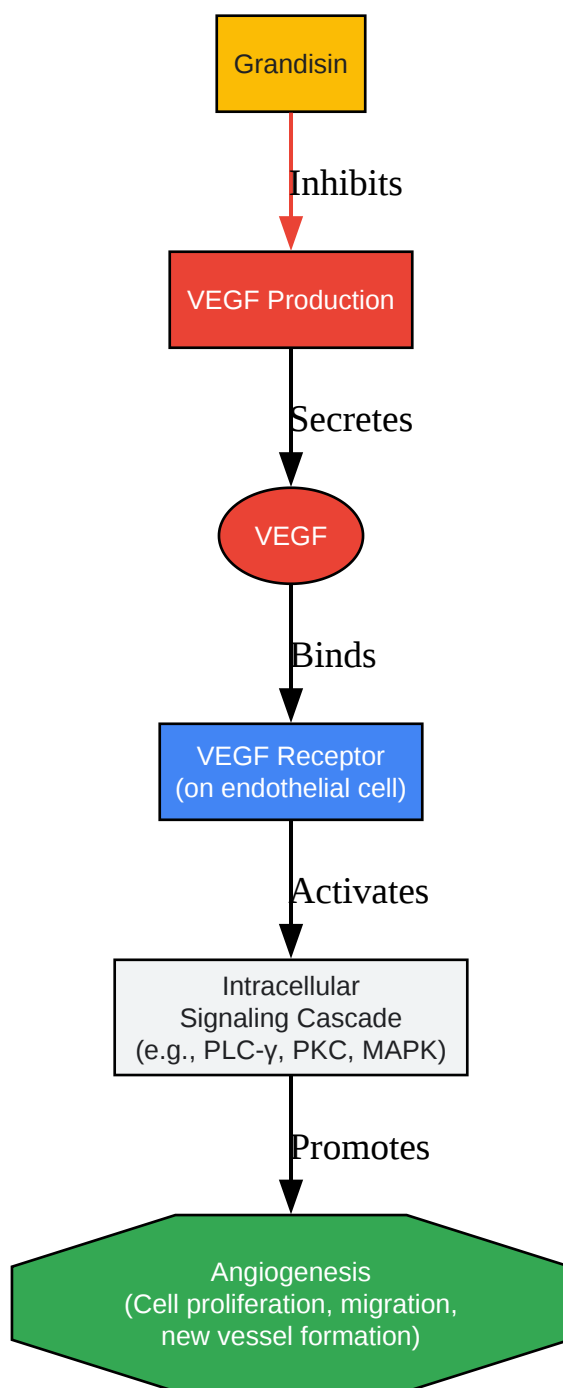 Grandisin
Inhibits
VEGF Production
Secretes
VEGF
Binds
VEGF Receptor
(on endothelial cell)
Activates
Intracellular
Signaling Cascade
(e.g., PLC-γ, PKC, MAPK)
Promotes
Angiogenesis
(Cell proliferation, migration,
new vessel formation)